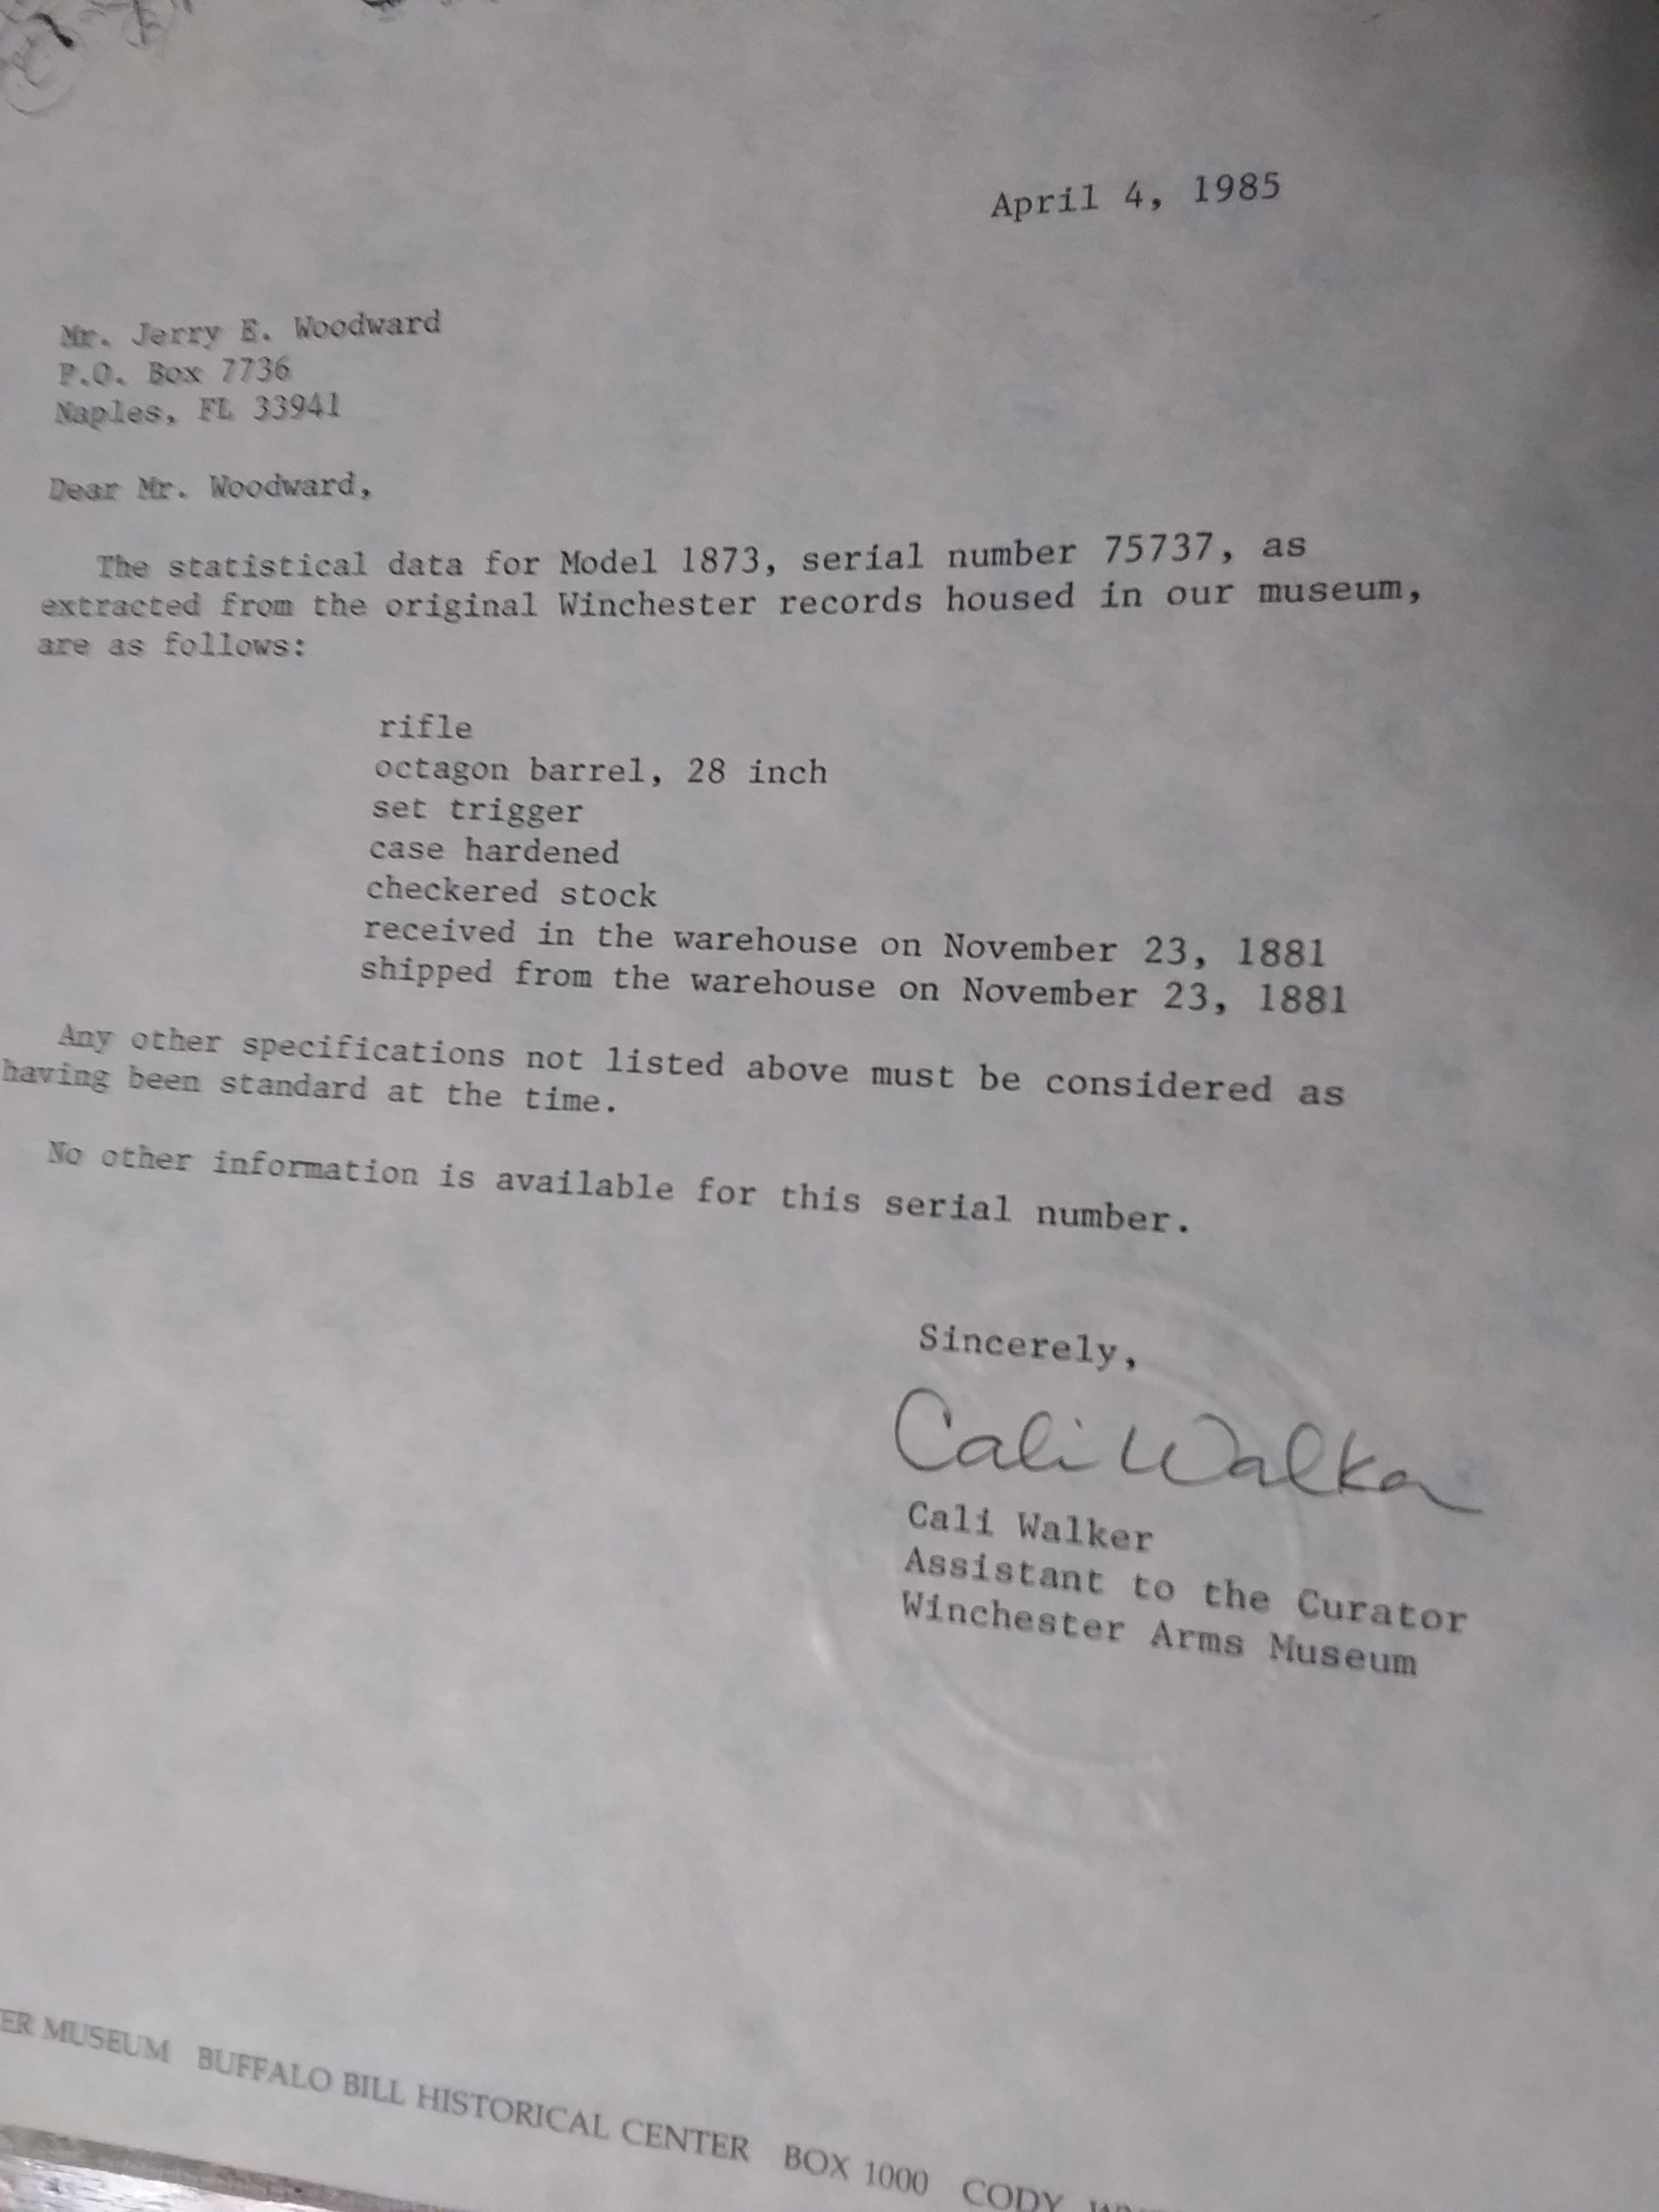 April 4, 1985
Mr. Jerry E. Woodward
P.O. Box 7736
Naples, FL 33941
Dear Mr. Woodward,
The statistical data for Model 1873, serial number 75737, as
extracted from the original Winchester records housed in our museum,
are as follows:
rifle
octagon barrel, 28 inch
set trigger
case hardened
checkered stock
received in the warehouse on November 23, 1881
shipped from the warehouse on November 23, 1881
Any other specifications not listed above must be considered as
having been standard at the time.
No other information is available for this serial number.
Sincerely,
Cali Walker
Cali Walker
Assistant to the Curator
Winchester Arms Museum
ER MUSEUM BUFFALO BILL HISTORICAL CENTER BOX 1000 CODY